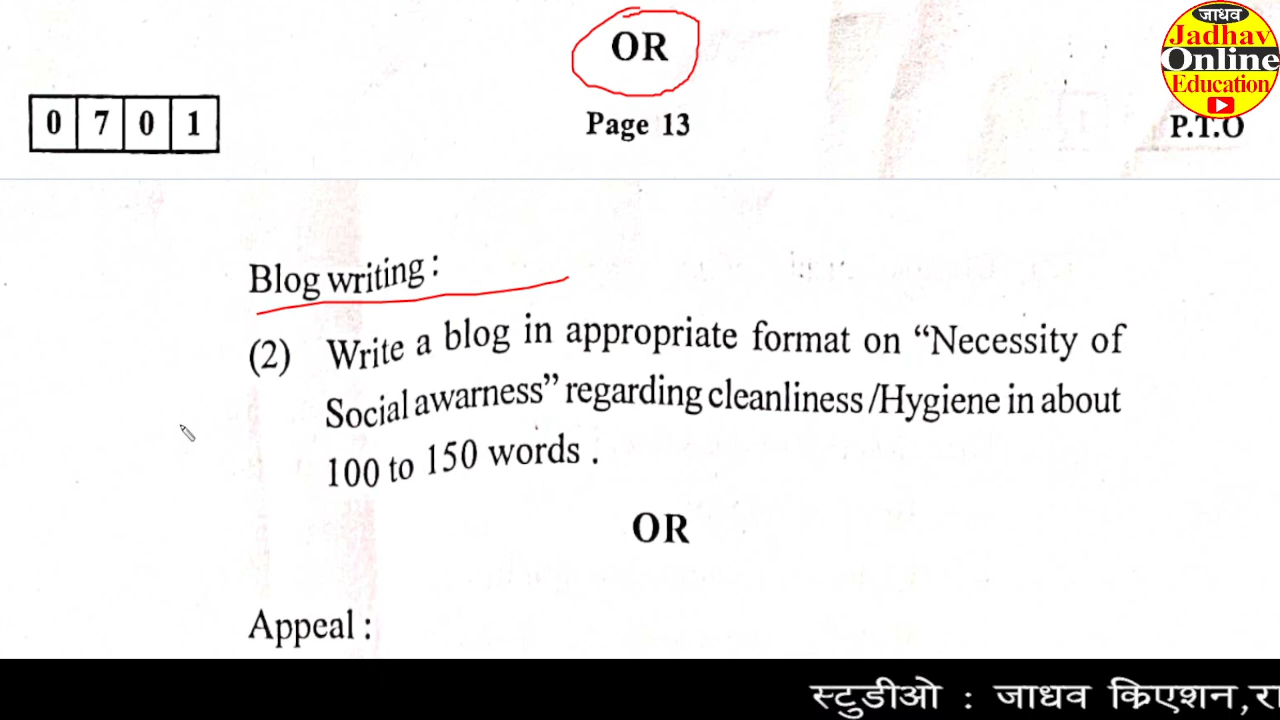 OR
जाधव
Jadhav
Online
Education
0701
Page 13
P.T.O
Blog writing :
(2) Write a blog in appropriate format on “Necessity of
Social awarness” regarding cleanliness /Hygiene in about
100 to 150 words .
OR
Appeal :
स्टुडीओ : जाधव क्रिएशन,रा